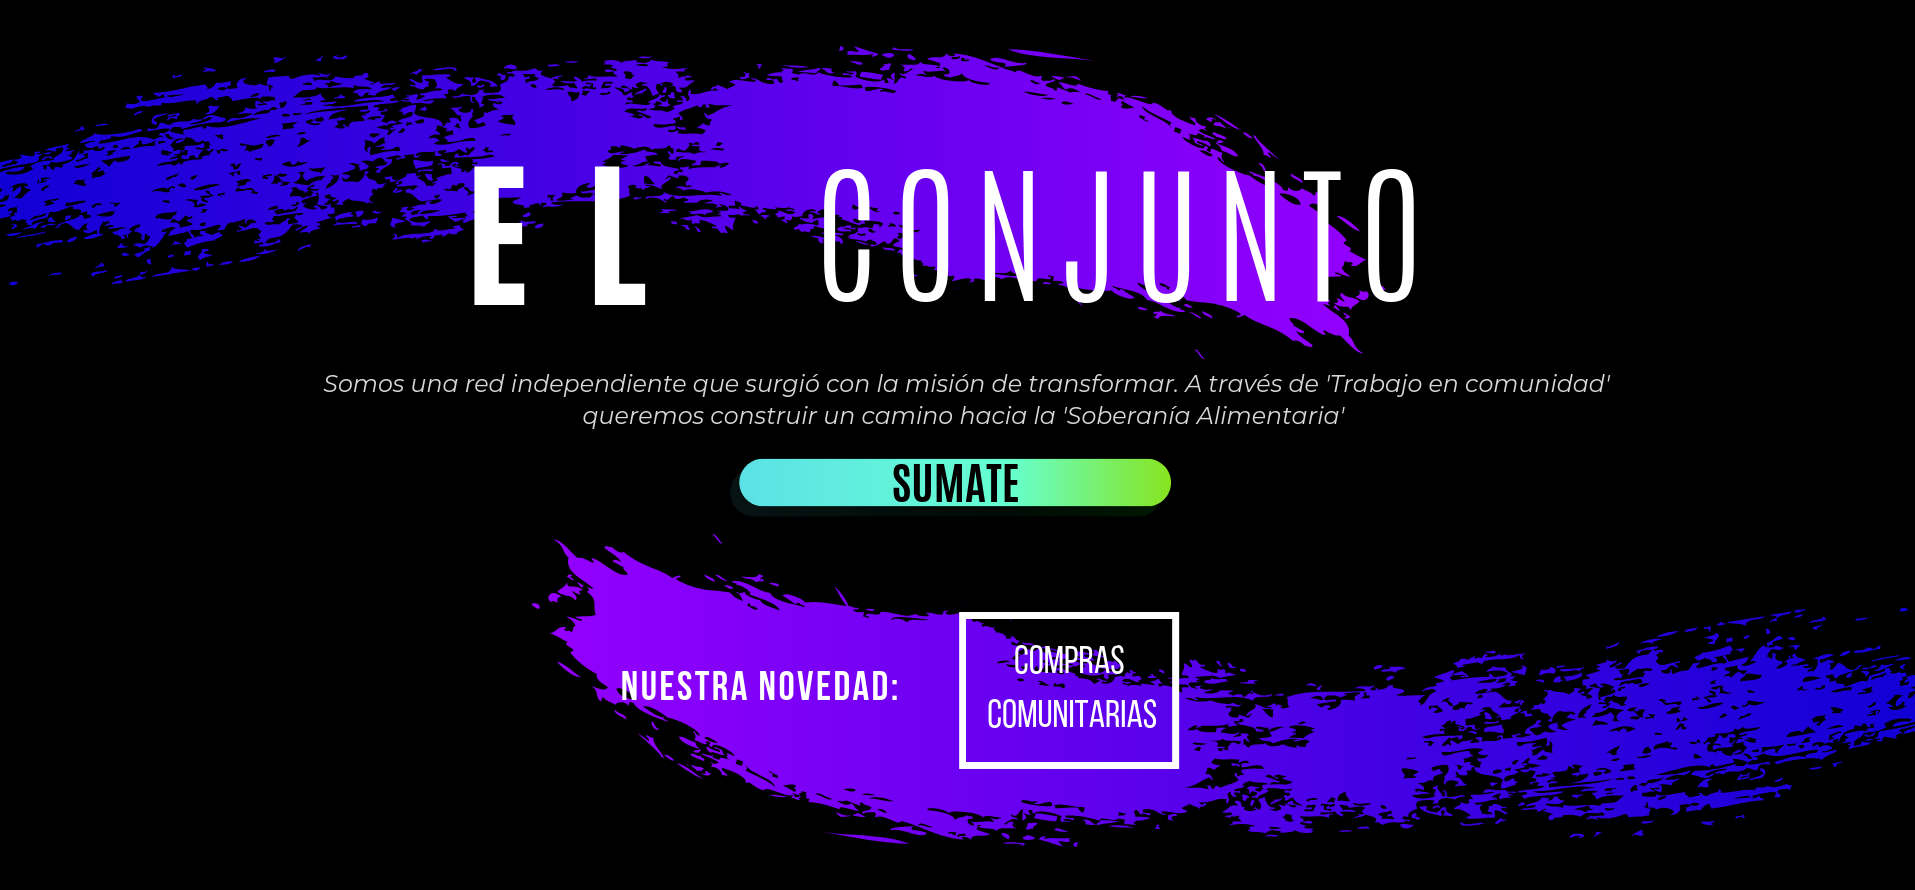 EL CONJUNTO
Somos una red independiente que surgió con la misión de transformar. A través de 'Trabajo en comunidad'
queremos construir un camino hacia la 'Soberanía Alimentaria'
SUMATE
NUESTRA NOVEDAD:
COMPRAS
COMUNITARIAS